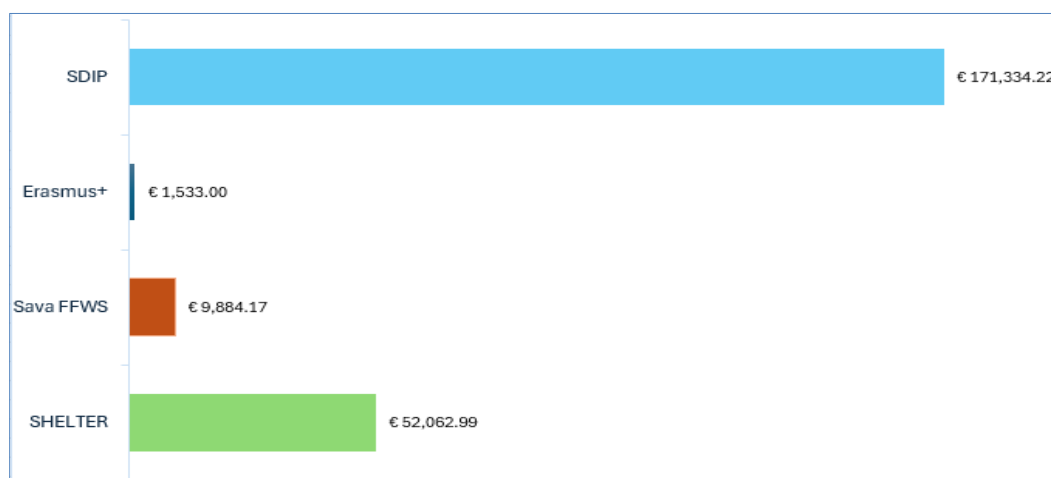 SDIP
€ 171,334.22
Erasmus+
€ 1,533.00
Sava FFWS
€ 9,884.17
SHELTER
€ 52,062.99